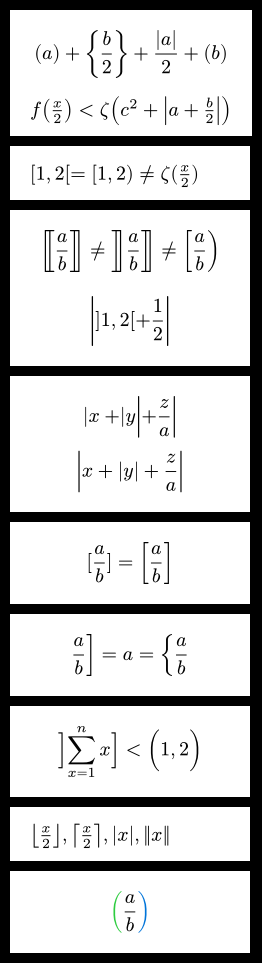 (a) + {b/2} + |a|/2 + (b)
f(x/2) < ζ(c² + |a + b/2|)
[1, 2[= [1, 2) ≠ ζ(x/2)
⟦a/b⟧ ≠ ]]a/b]] ≠ [a/b)
|]1, 2[+1/2|
|x +|y|+z/a|
|x + |y| + z/a|
[a/b] = [a/b]
a/b] = a = {a/b
]∑_{x=1}^{n} x] < (1, 2)
⌊x/2⌋, ⌈x/2⌉, |x|, ‖x‖
(a/b)